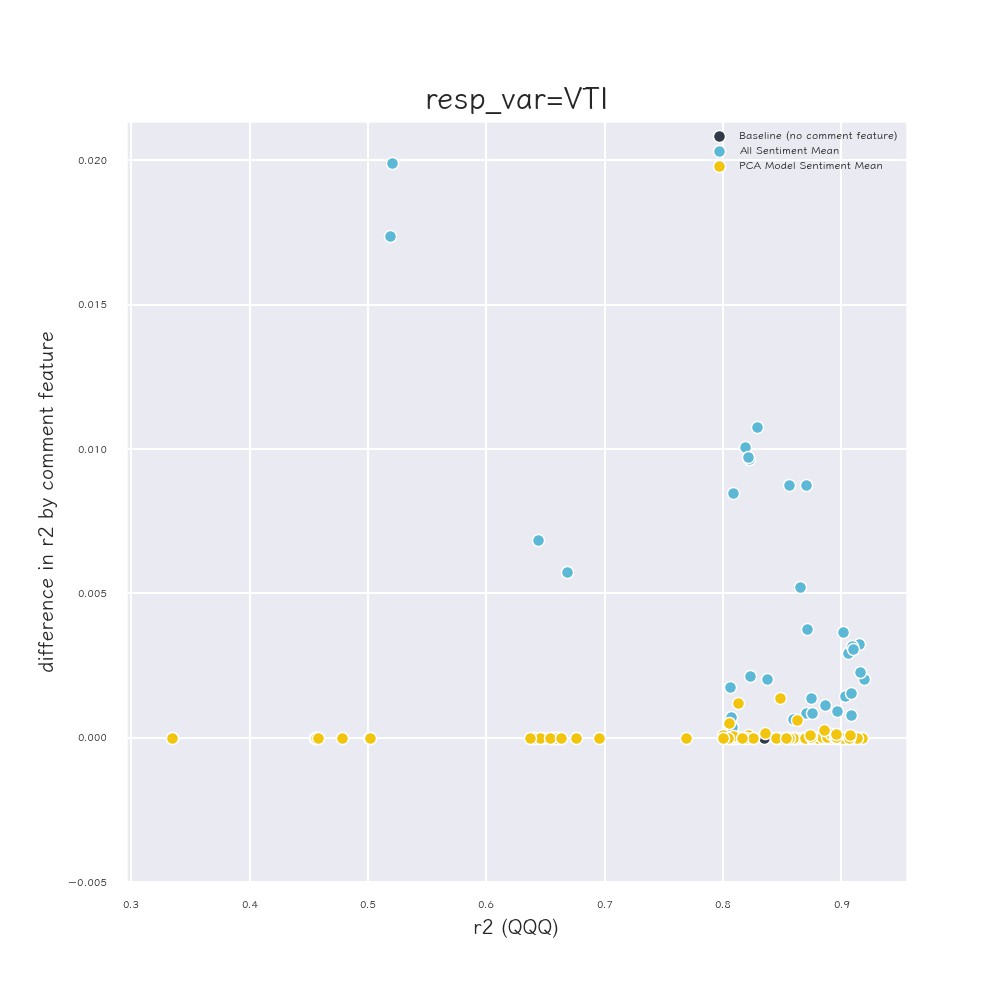 resp_var=VTI
Baseline (no comment feature)
All Sentiment Mean
PCA Model Sentiment Mean
difference in r2 by comment feature
0.020
0.015
0.010
0.005
0.000
−0.005
0.3 0.4 0.5 0.6 0.7 0.8 0.9
r2 (QQQ)